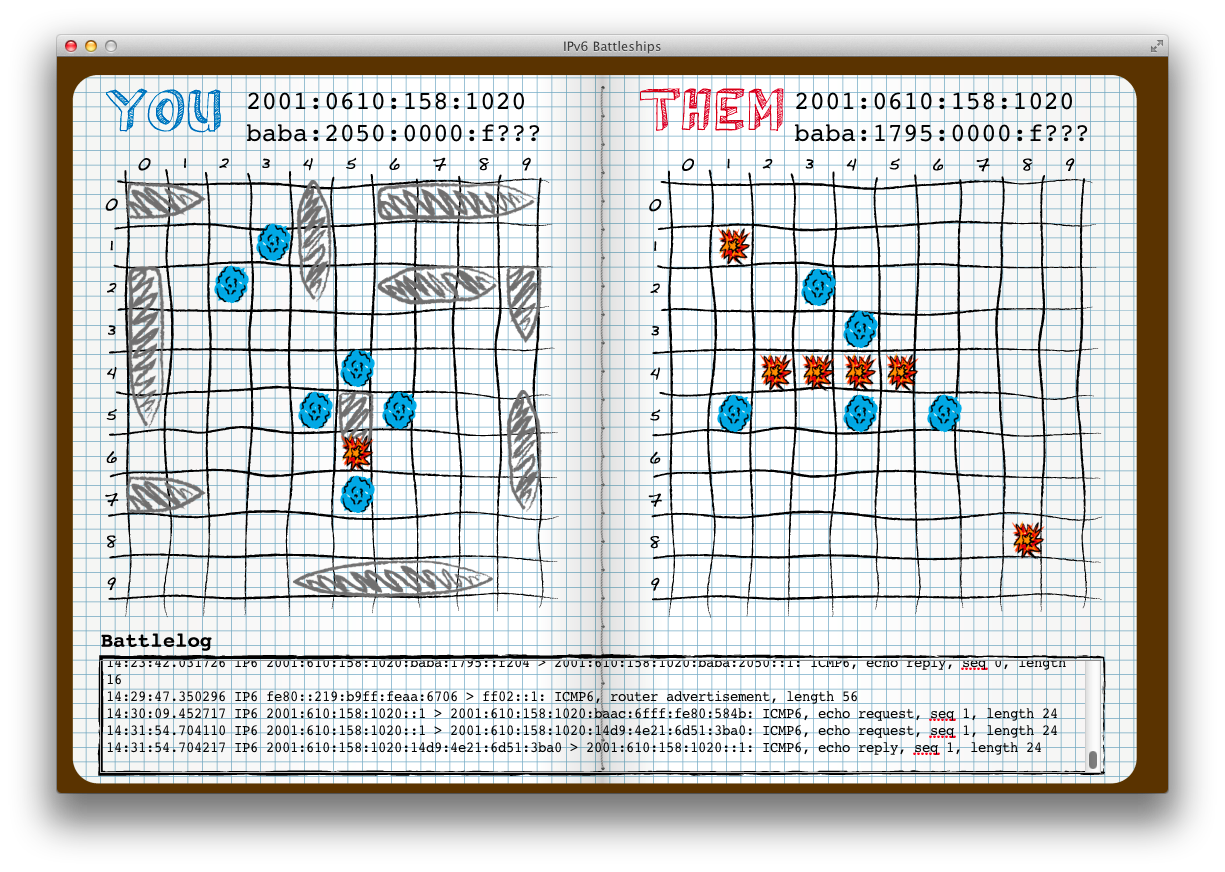 IPv6 Battleships
YOU
2001:0610:158:1020
baba:2050:0000:f???
THEM
2001:0610:158:1020
baba:1795:0000:f???
0 1 2 3 4 5 6 7 8 9
0 1 2 3 4 5 6 7 8 9
0
1
2
3
4
5
6
7
8
9
0
1
2
3
4
5
6
7
8
9
Battlelog
14:23:42.031726 IP6 2001:610:158:1020:baba:1795::f204 > 2001:610:158:1020:baba:2050::1: ICMP6, echo reply, seq 0, length
16
14:29:47.350296 IP6 fe80::219:b9ff:feaa:6706 > ff02::1: ICMP6, router advertisement, length 56
14:30:09.452717 IP6 2001:610:158:1020::1 > 2001:610:158:1020:baac:6fff:fe80:584b: ICMP6, echo request, seq 1, length 24
14:31:54.704110 IP6 2001:610:158:1020::1 > 2001:610:158:1020:14d9:4e21:6d51:3ba0: ICMP6, echo request, seq 1, length 24
14:31:54.704217 IP6 2001:610:158:1020:14d9:4e21:6d51:3ba0 > 2001:610:158:1020::1: ICMP6, echo reply, seq 1, length 24